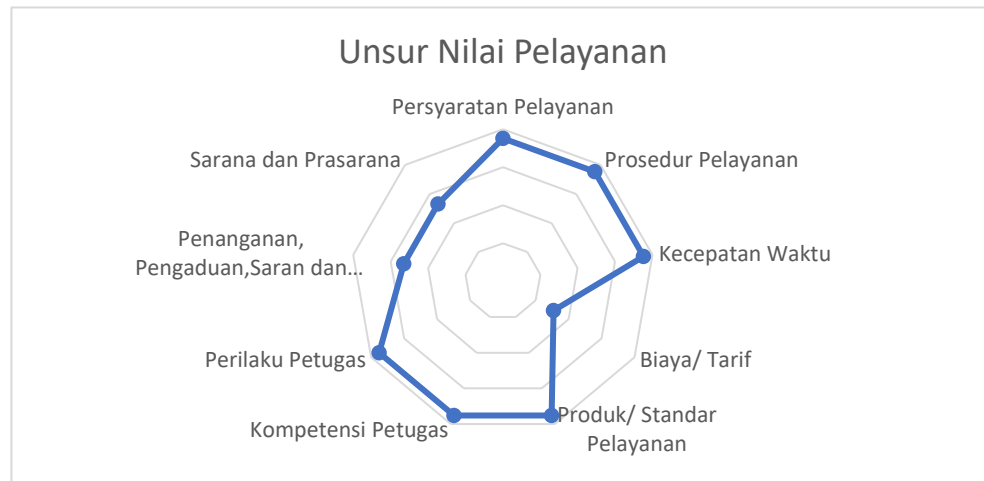 Unsur Nilai Pelayanan
Persyaratan Pelayanan
Prosedur Pelayanan
Kecepatan Waktu
Biaya/ Tarif
Produk/ Standar
Pelayanan
Kompetensi Petugas
Perilaku Petugas
Penanganan,
Pengaduan,Saran dan...
Sarana dan Prasarana